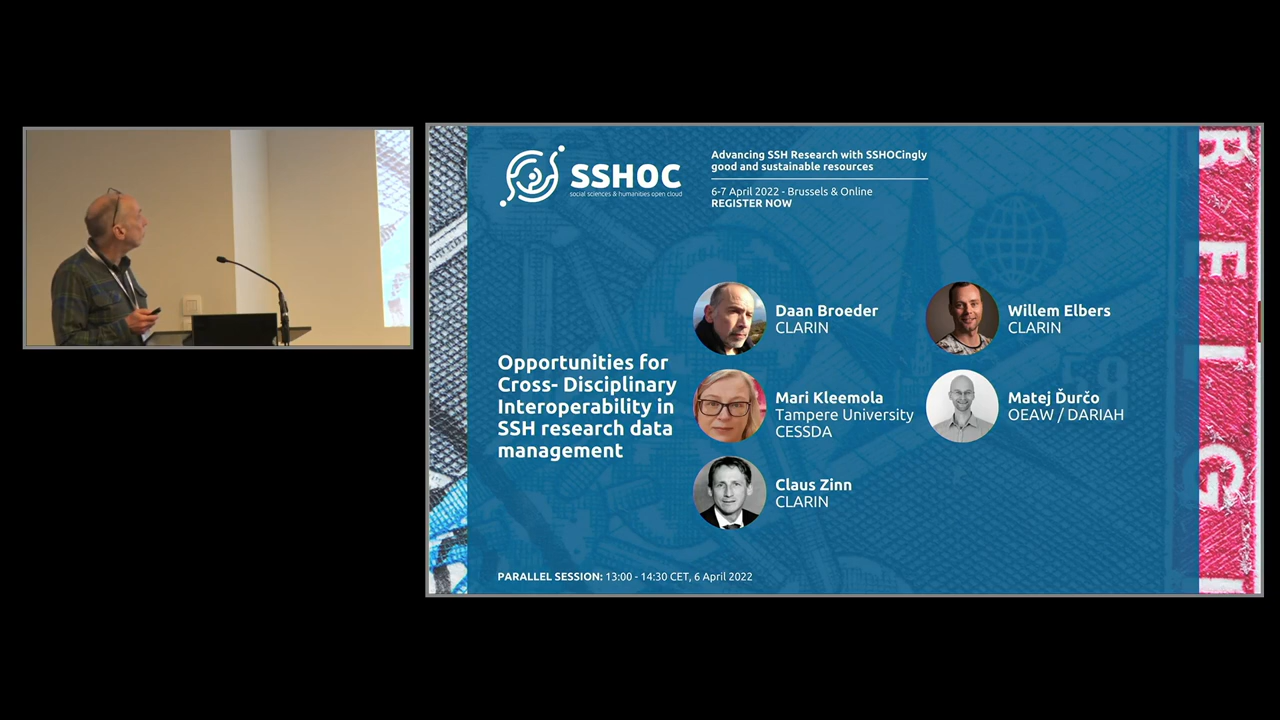 SSHOC
social sciences & humanities open cloud
Advancing SSH Research with SSHOCingly
good and sustainable resources
6-7 April 2022 - Brussels & Online
REGISTER NOW
Opportunities for
Cross- Disciplinary
Interoperability in
SSH research data
management
Daan Broeder
CLARIN
Willem Elbers
CLARIN
Mari Kleemola
Tampere University
CESSDA
Matej Ďurčo
OEAW / DARIAH
Claus Zinn
CLARIN
PARALLEL SESSION: 13:00 - 14:30 CET, 6 April 2022
BELGI